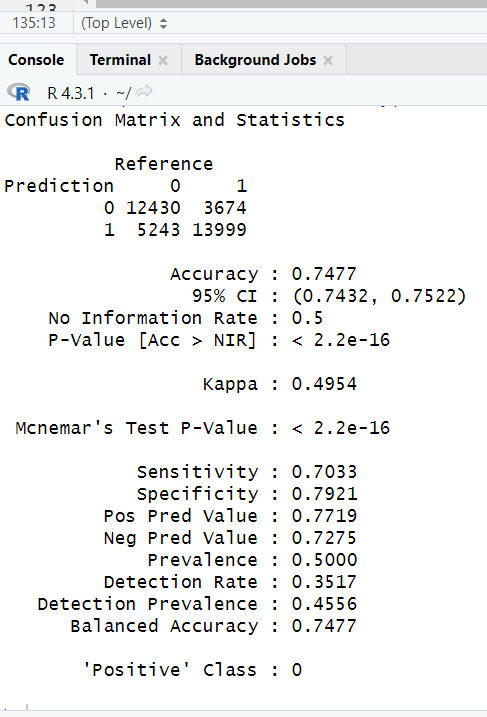 123
135:13 (Top Level)
Console Terminal Background Jobs
R R 4.3.1 · ~/
Confusion Matrix and Statistics
Reference
Prediction 0 1
0 12430 3674
1 5243 13999
Accuracy : 0.7477
95% CI : (0.7432, 0.7522)
No Information Rate : 0.5
P-Value [Acc > NIR] : < 2.2e-16
Kappa : 0.4954
Mcnemar's Test P-Value : < 2.2e-16
Sensitivity : 0.7033
Specificity : 0.7921
Pos Pred Value : 0.7719
Neg Pred Value : 0.7275
Prevalence : 0.5000
Detection Rate : 0.3517
Detection Prevalence : 0.4556
Balanced Accuracy : 0.7477
'Positive' Class : 0